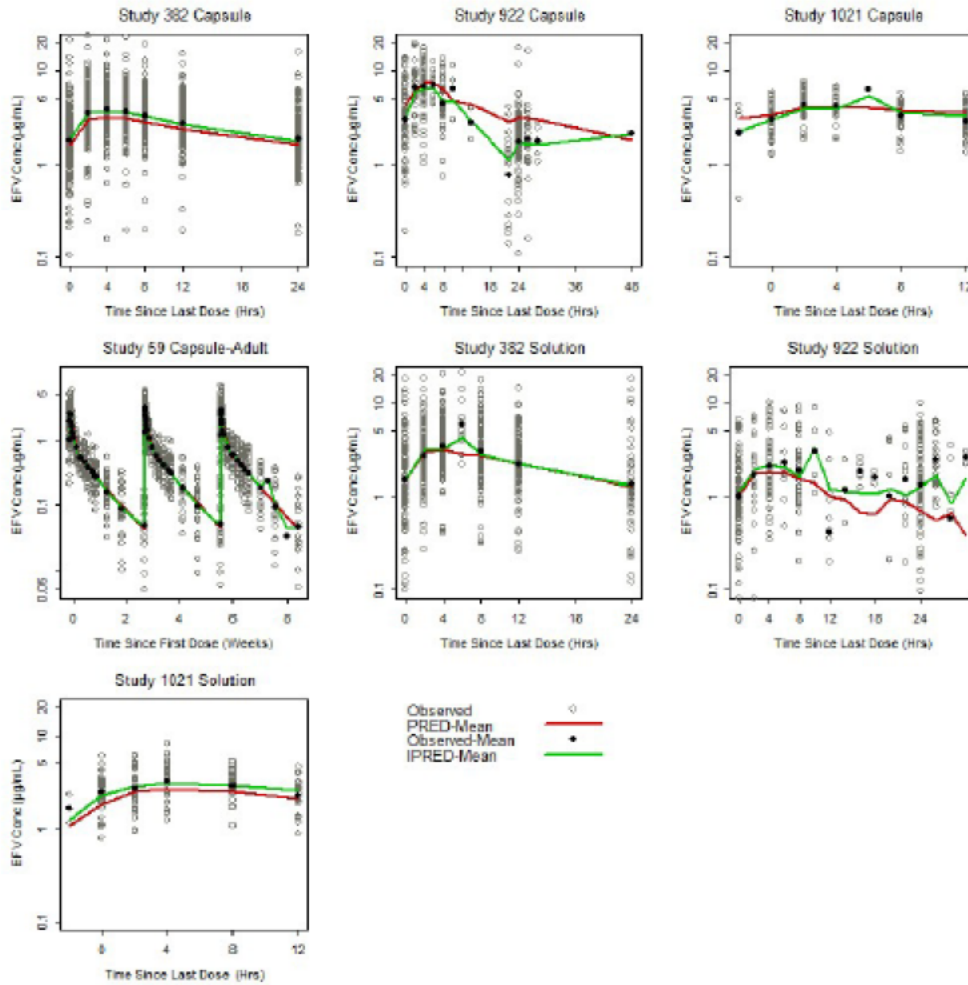 Study 382 Capsule
EFV Conc(µg/mL)
20
10
5
1
0.1
0 4 8 12 24
Time Since Last Dose (Hrs)
Study 922 Capsule
EFV Conc(µg/mL)
20
10
5
1
0.1
0 4 8 18 24 36 48
Time Since Last Dose (Hrs)
Study 1021 Capsule
EFV Conc(µg/mL)
20
10
5
1
0.1
0 4 8 12
Time Since Last Dose (Hrs)
Study 59 Capsule-Adult
EFV Conc(µg/mL)
5
1
0.1
0.05
0 2 4 6 8
Time Since First Dose (Weeks)
Study 382 Solution
EFV Conc(µg/mL)
20
10
5
1
0.1
0 4 8 12 24
Time Since Last Dose (Hrs)
Study 922 Solution
EFV Conc(µg/mL)
20
10
5
1
0.1
0 4 8 12 18 24
Time Since Last Dose (Hrs)
Study 1021 Solution
EFV Conc (µg/mL)
20
10
5
1
0.1
0 4 8 12
Time Since Last Dose (Hrs)
Observed
PRED-Mean
Observed-Mean
IPRED-Mean